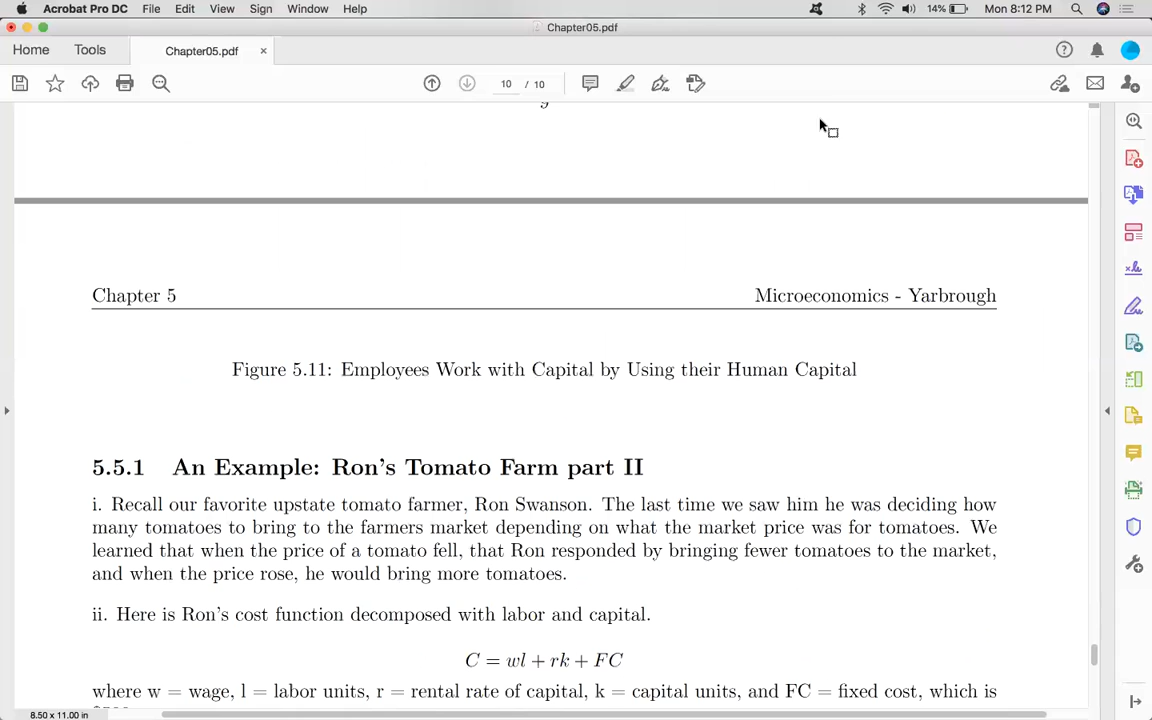 Acrobat Pro DC File Edit View Sign Window Help 14% Mon 8:12 PM
Chapter05.pdf
Home Tools Chapter05.pdf ×
10 / 10
Chapter 5 Microeconomics - Yarbrough
Figure 5.11: Employees Work with Capital by Using their Human Capital
5.5.1 An Example: Ron's Tomato Farm part II
i. Recall our favorite upstate tomato farmer, Ron Swanson. The last time we saw him he was deciding how
many tomatoes to bring to the farmers market depending on what the market price was for tomatoes. We
learned that when the price of a tomato fell, that Ron responded by bringing fewer tomatoes to the market,
and when the price rose, he would bring more tomatoes.
ii. Here is Ron's cost function decomposed with labor and capital.
C = wl + rk + FC
where w = wage, l = labor units, r = rental rate of capital, k = capital units, and FC = fixed cost, which is
8.50 x 11.00 in